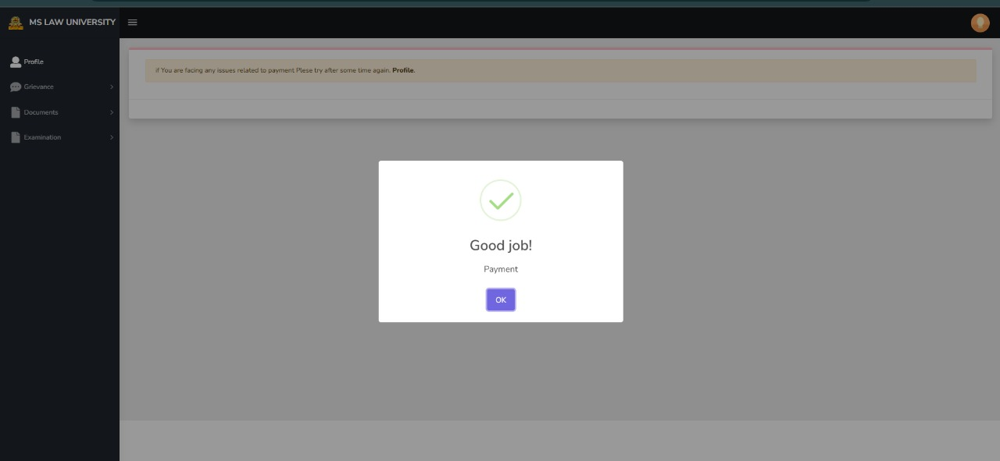 MS LAW UNIVERSITY
Profile
Grievance
Documents
Examination
if You are facing any issues related to payment Plese try after some time again. Profile.
Good job!
Payment
OK